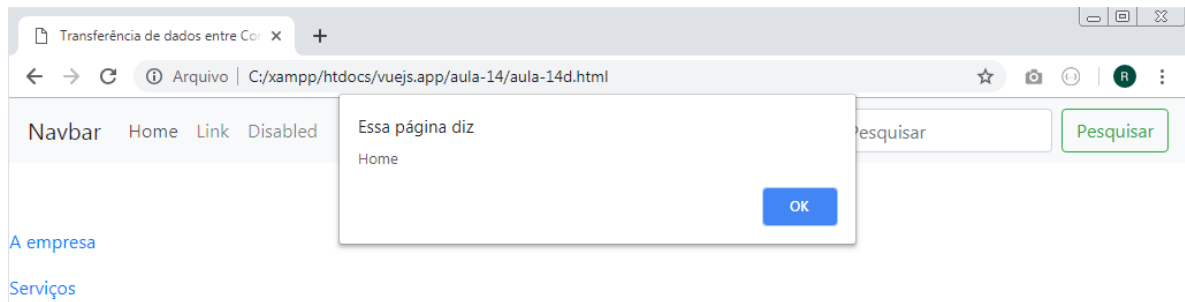 Transferência de dados entre Co
Arquivo C:/xampp/htdocs/vuejs.app/aula-14/aula-14d.html
R
Navbar Home Link Disabled
Pesquisar
Pesquisar
Essa página diz
Home
OK
A empresa
Serviços